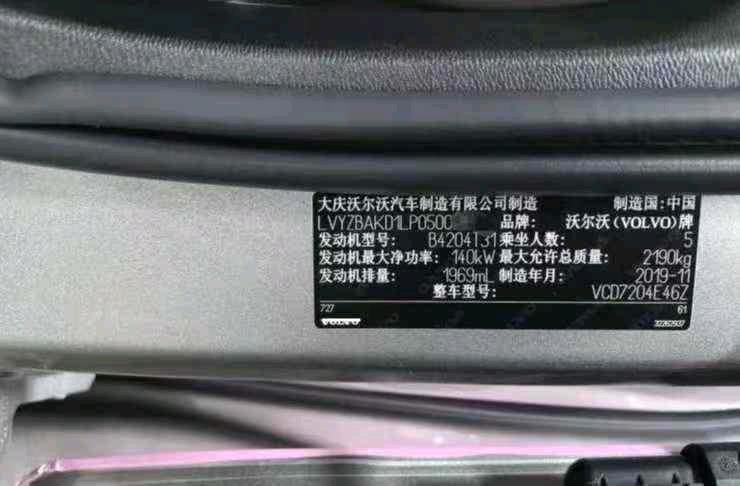 大庆沃尔沃汽车制造有限公司制造 制造国:中国
LVYZBAKD1LP0500 品牌: 沃尔沃(VOLVO)牌
发动机型号: B4204T31 乘坐人数: 5
发动机最大净功率: 140kW 最大允许总质量: 2190kg
发动机排量: 1969mL 制造年月: 2019-11
整车型号: VCD7204E46Z
727 61
VOLVO 32262937